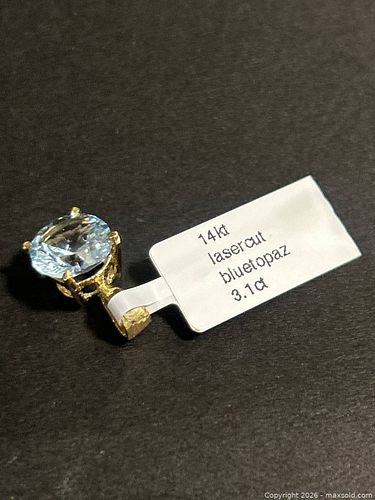 14kt
lasercut
bluetopaz
3.1ct
Copyright 2026 - maxsold.com